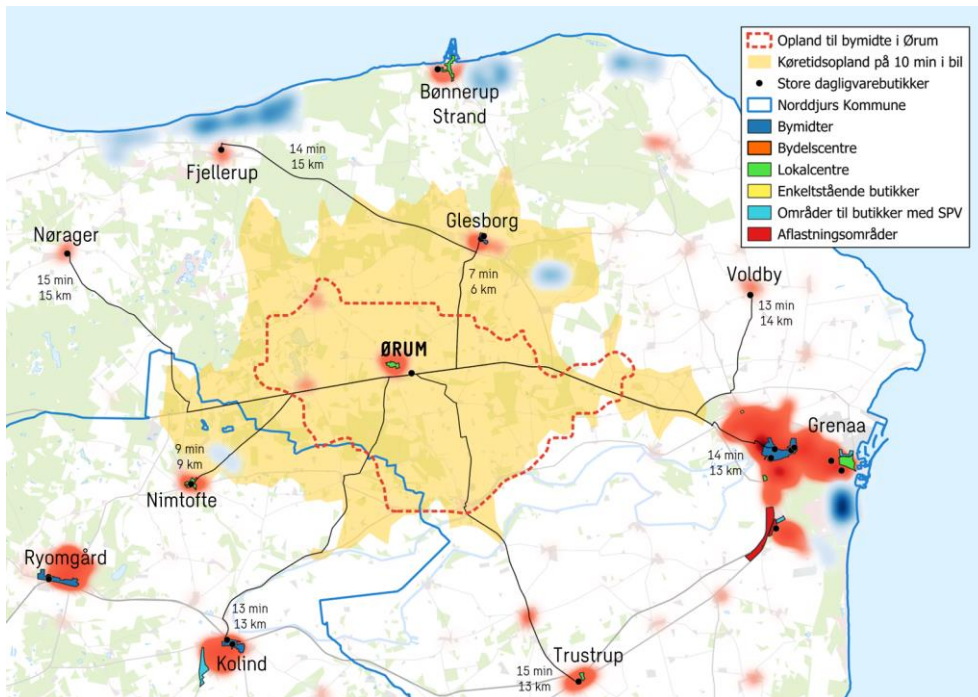 Opland til bymidte i Ørum
Køretidsopland på 10 min i bil
Store dagligvarebutikker
Norddjurs Kommune
Bymidter
Bydelscentre
Lokalcentre
Enkeltstående butikker
Områder til butikker med SPV
Aflastningsområder
Bønnerup
Strand
14 min
15 km
Fjellerup
Glesborg
Nørager
15 min
15 km
7 min
6 km
Voldby
13 min
14 km
ØRUM
Grenaa
14 min
13 km
9 min
9 km
Nimtofte
Ryomgård
13 min
13 km
Kolind
Trustrup
15 min
13 km